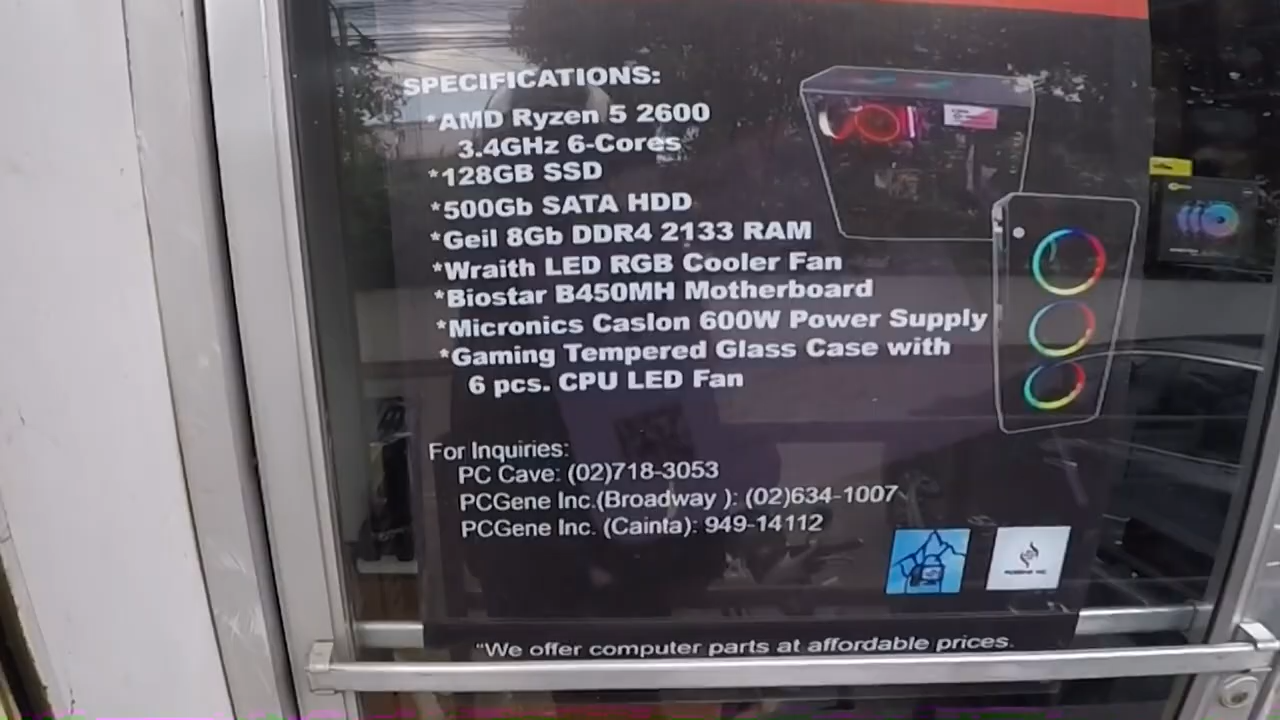 SPECIFICATIONS:
*AMD Ryzen 5 2600
3.4GHz 6-Cores
*128GB SSD
*500Gb SATA HDD
*Geil 8Gb DDR4 2133 RAM
*Wraith LED RGB Cooler Fan
*Biostar B450MH Motherboard
*Micronics Caslon 600W Power Supply
*Gaming Tempered Glass Case with
6 pcs. CPU LED Fan
For Inquiries:
PC Cave: (02)718-3053
PCGene Inc.(Broadway ): (02)634-1007
PCGene Inc. (Cainta): 949-14112
"We offer computer parts at affordable prices.